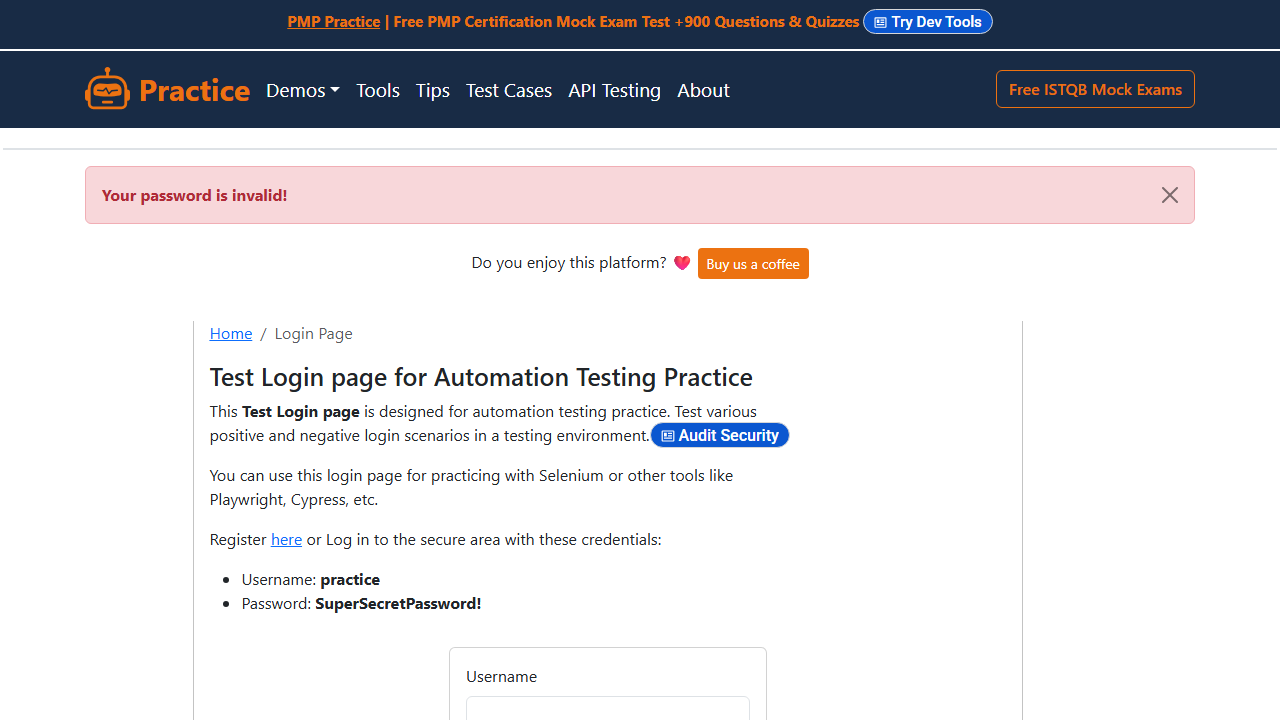 PMP Practice | Free PMP Certification Mock Exam Test +900 Questions & Quizzes Try Dev Tools
Practice Demos Tools Tips Test Cases API Testing About Free ISTQB Mock Exams
Your password is invalid!
Do you enjoy this platform? Buy us a coffee
Home / Login Page
Test Login page for Automation Testing Practice
This Test Login page is designed for automation testing practice. Test various
positive and negative login scenarios in a testing environment. Audit Security
You can use this login page for practicing with Selenium or other tools like
Playwright, Cypress, etc.
Register here or Log in to the secure area with these credentials:
Username: practice
Password: SuperSecretPassword!
Username